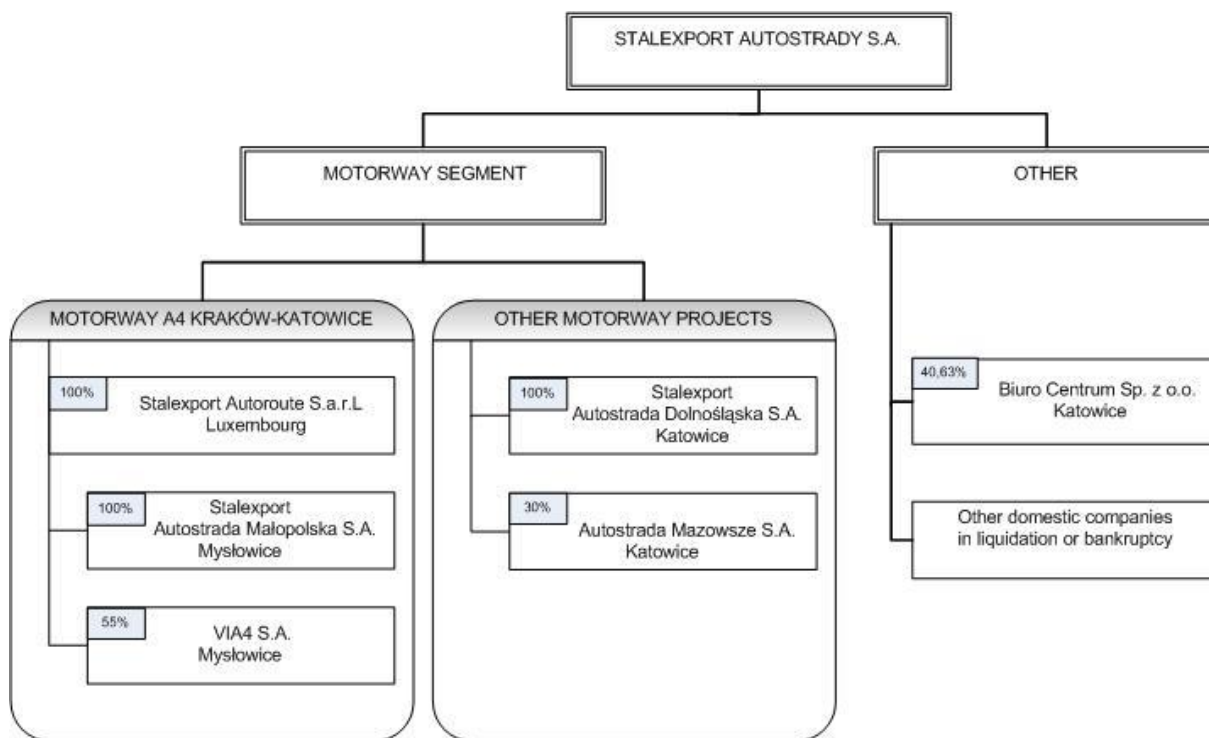 STALEXPORT AUTOSTRADY S.A.
MOTORWAY SEGMENT
OTHER
MOTORWAY A4 KRAKÓW-KATOWICE
100%
Stalexport Autoroute S.a.r.L
Luxembourg
100%
Stalexport
Autostrada Małopolska S.A.
Mysłowice
55%
VIA4 S.A.
Mysłowice
OTHER MOTORWAY PROJECTS
100%
Stalexport
Autostrada Dolnośląska S.A.
Katowice
30%
Autostrada Mazowsze S.A.
Katowice
40,63%
Biuro Centrum Sp. z o.o.
Katowice
Other domestic companies
in liquidation or bankruptcy